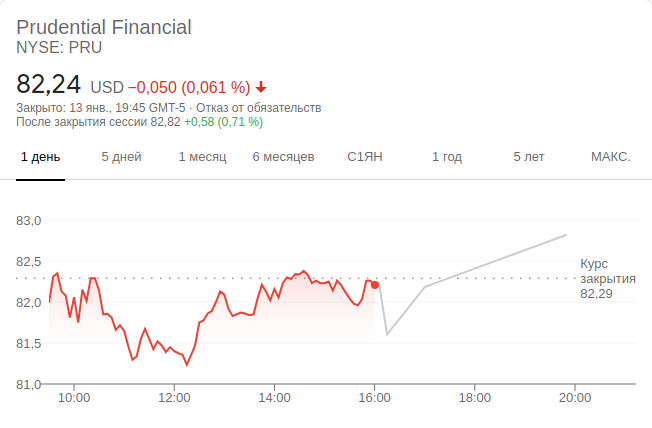 Prudential Financial
NYSE: PRU
82,24 USD −0,050 (0,061 %)
Закрыто: 13 янв., 19:45 GMT-5 · Отказ от обязательств
После закрытия сессии 82,82 +0,58 (0,71 %)
1 день 5 дней 1 месяц 6 месяцев С1ЯН 1 год 5 лет МАКС.
83,0
82,5
82,0
81,5
81,0
Курс
закрытия
82,29
10:00 12:00 14:00 16:00 18:00 20:00